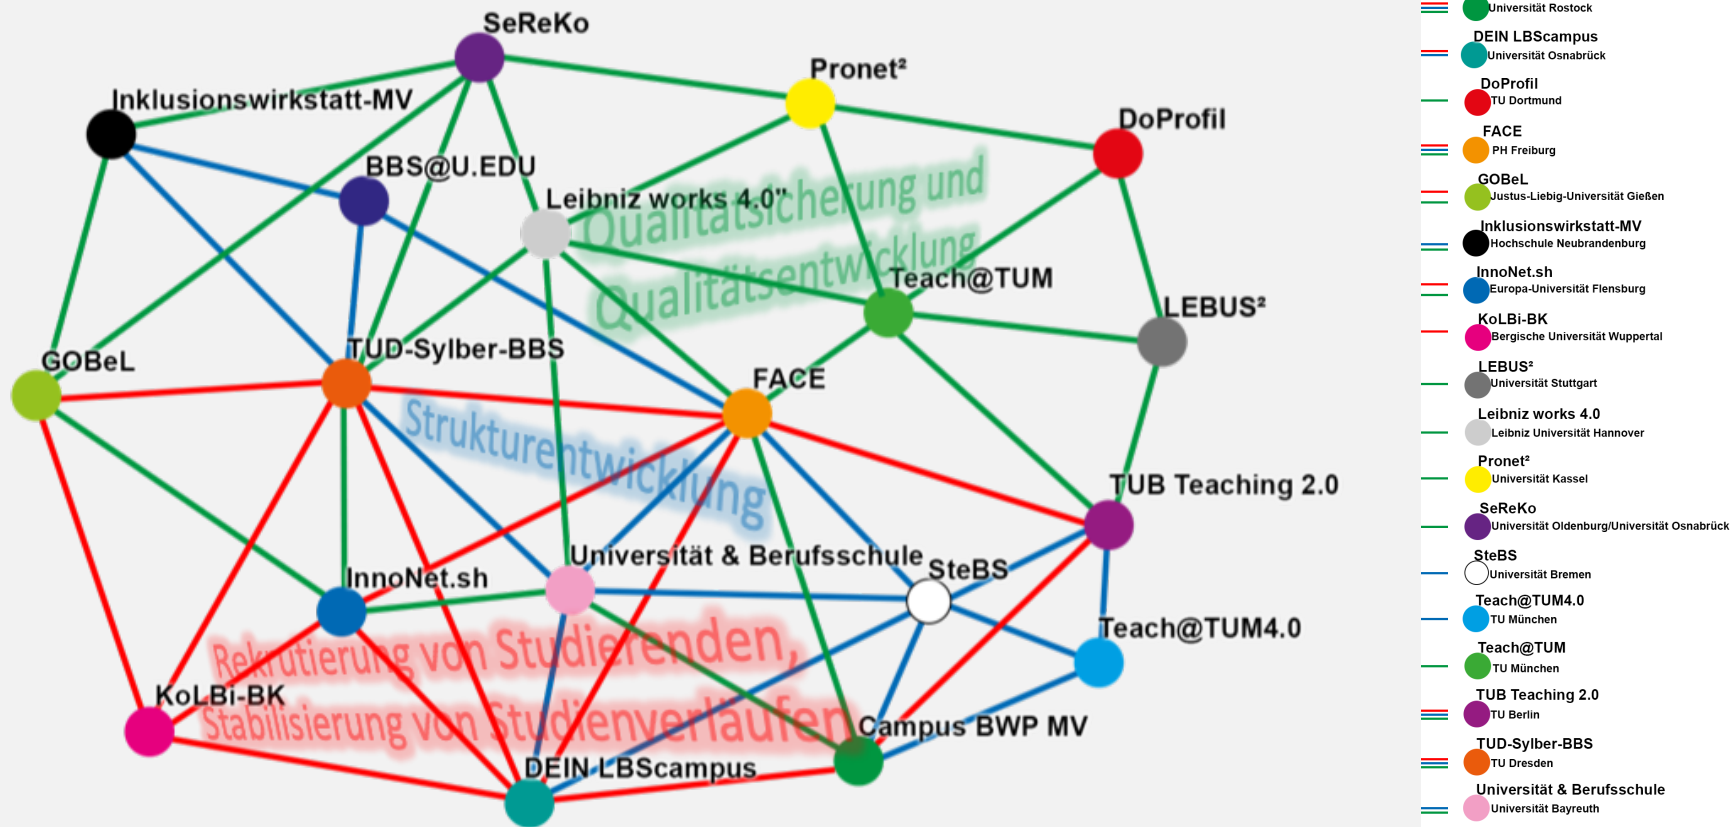 SeReKo
Pronet²
Inklusionswirkstatt-MV
DoProfil
BBS@U.EDU
Leibniz works 4.0"
Qualitätsicherung und
Qualitätsentwicklung
Teach@TUM
LEBUS²
GOBeL
TUD-Sylber-BBS
FACE
Strukturentwicklung
TUB Teaching 2.0
Universität & Berufsschule
SteBS
InnoNet.sh
Teach@TUM4.0
Rekrutierung von Studierenden,
KoLBi-BK
Stabilisierung von Studienverläufen
Campus BWP MV
DEIN LBScampus
Universität Rostock
DEIN LBScampus
Universität Osnabrück
DoProfil
TU Dortmund
FACE
PH Freiburg
GOBeL
Justus-Liebig-Universität Gießen
Inklusionswirkstatt-MV
Hochschule Neubrandenburg
InnoNet.sh
Europa-Universität Flensburg
KoLBi-BK
Bergische Universität Wuppertal
LEBUS²
Universität Stuttgart
Leibniz works 4.0
Leibniz Universität Hannover
Pronet²
Universität Kassel
SeReKo
Universität Oldenburg/Universität Osnabrück
SteBS
Universität Bremen
Teach@TUM4.0
TU München
Teach@TUM
TU München
TUB Teaching 2.0
TU Berlin
TUD-Sylber-BBS
TU Dresden
Universität & Berufsschule
Universität Bayreuth